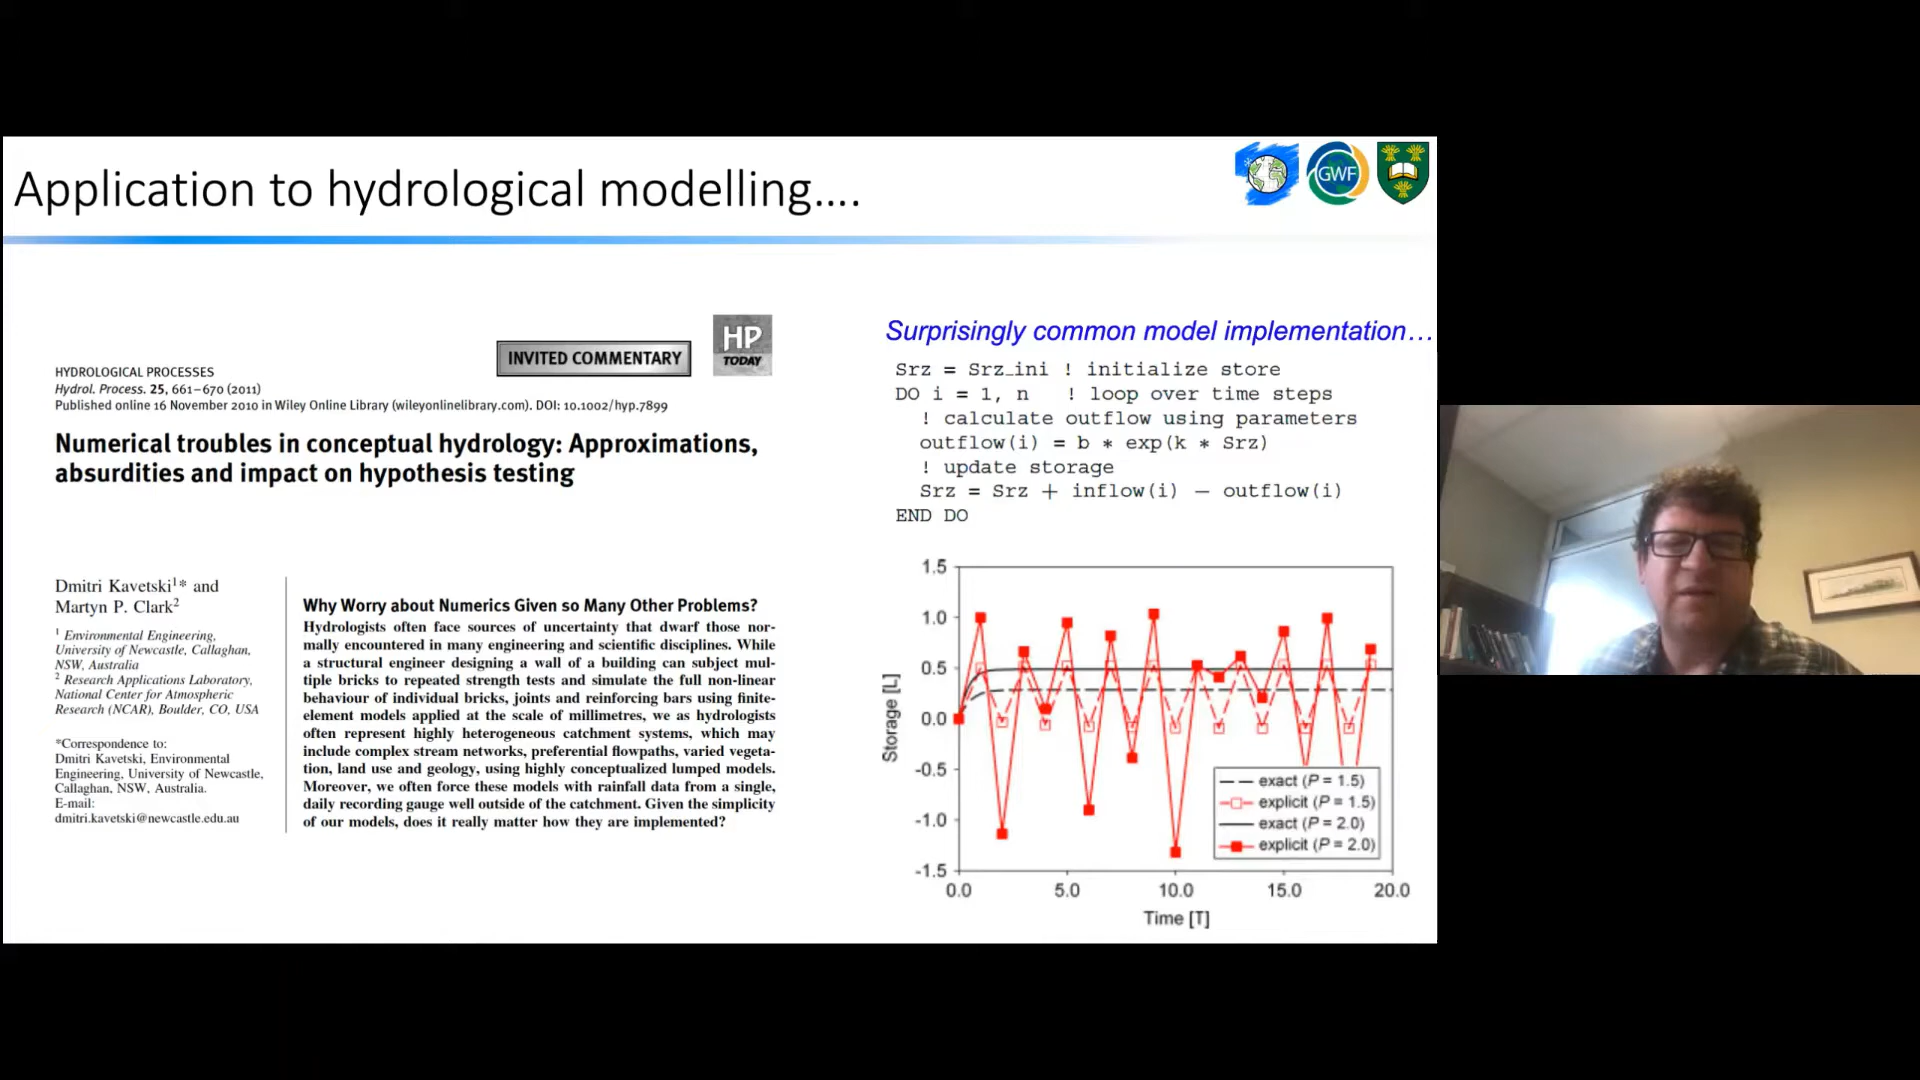 Application to hydrological modelling....
GWF
INVITED COMMENTARY
HP
TODAY
HYDROLOGICAL PROCESSES
Hydrol. Process. 25, 661–670 (2011)
Published online 16 November 2010 in Wiley Online Library (wileyonlinelibrary.com). DOI: 10.1002/hyp.7899
Numerical troubles in conceptual hydrology: Approximations,
absurdities and impact on hypothesis testing
Dmitri Kavetski1* and
Martyn P. Clark2
1 Environmental Engineering,
University of Newcastle, Callaghan,
NSW, Australia
2 Research Applications Laboratory,
National Center for Atmospheric
Research (NCAR), Boulder, CO, USA
*Correspondence to:
Dmitri Kavetski, Environmental
Engineering, University of Newcastle,
Callaghan, NSW, Australia.
E-mail:
dmitri.kavetski@newcastle.edu.au
Why Worry about Numerics Given so Many Other Problems?
Hydrologists often face sources of uncertainty that dwarf those nor-
mally encountered in many engineering and scientific disciplines. While
a structural engineer designing a wall of a building can subject mul-
tiple bricks to repeated strength tests and simulate the full non-linear
behaviour of individual bricks, joints and reinforcing bars using finite-
element models applied at the scale of millimetres, we as hydrologists
often represent highly heterogeneous catchment systems, which may
include complex stream networks, preferential flowpaths, varied vegeta-
tion, land use and geology, using highly conceptualized lumped models.
Moreover, we often force these models with rainfall data from a single,
daily recording gauge well outside of the catchment. Given the simplicity
of our models, does it really matter how they are implemented?
Surprisingly common model implementation...
Srz = Srz_ini ! initialize store
DO i = 1, n ! loop over time steps
! calculate outflow using parameters
outflow(i) = b * exp(k * Srz)
! update storage
Srz = Srz + inflow(i) – outflow(i)
END DO
1.5
1.0
0.5
0.0
-0.5
-1.0
-1.5
Storage [L]
exact (P = 1.5)
explicit (P = 1.5)
exact (P = 2.0)
explicit (P = 2.0)
0.0 5.0 10.0 15.0 20.0
Time [T]